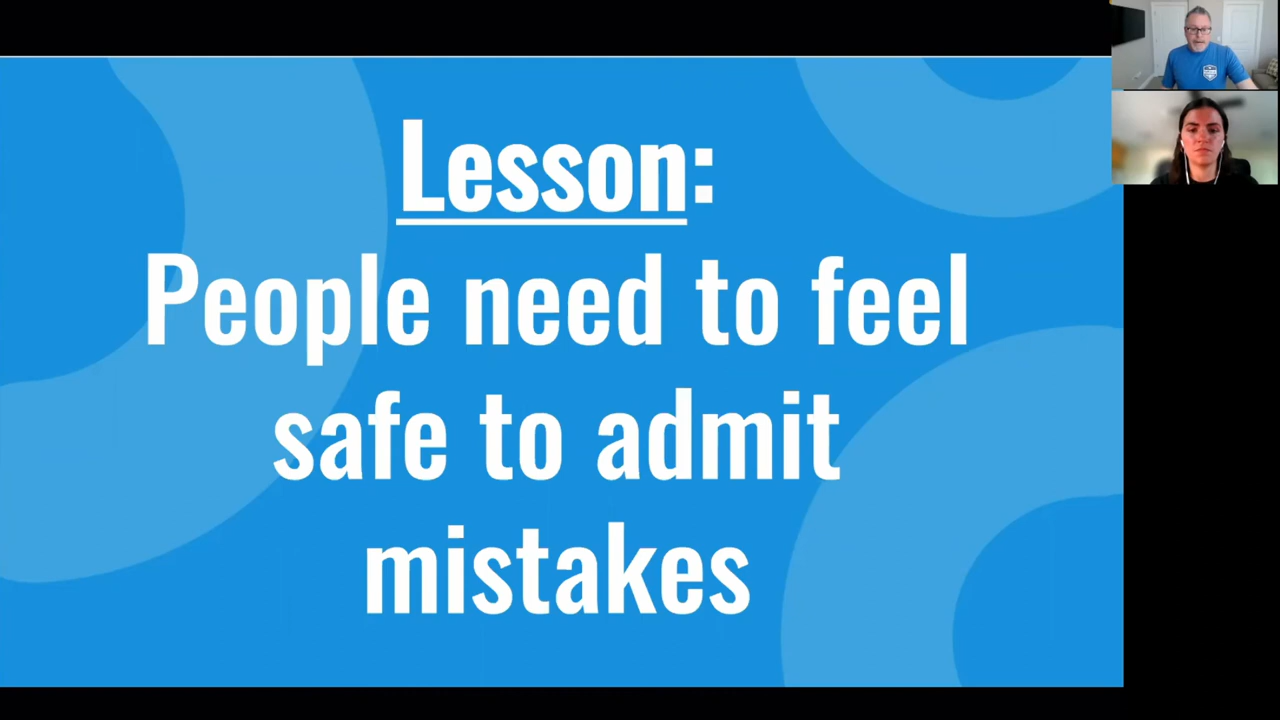 Lesson:
People need to feel
safe to admit
mistakes